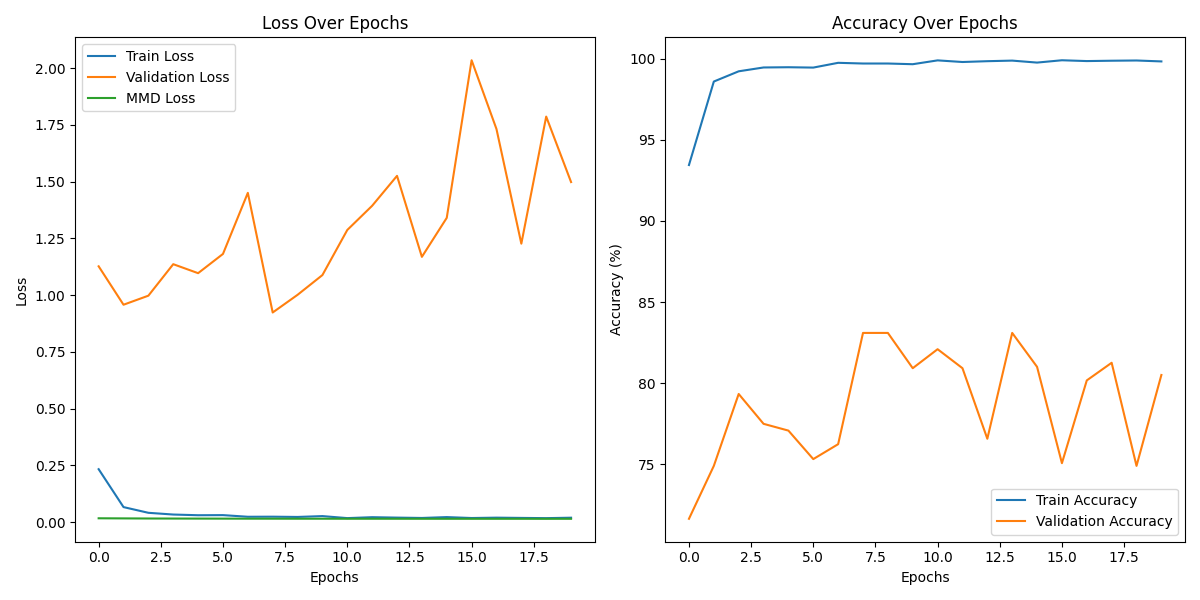 Loss Over Epochs
Train Loss
Validation Loss
MMD Loss
2.00
1.75
1.50
1.25
1.00
0.75
0.50
0.25
0.00
Loss
0.0 2.5 5.0 7.5 10.0 12.5 15.0 17.5
Epochs
Accuracy Over Epochs
100
95
90
85
80
75
Accuracy (%)
Train Accuracy
Validation Accuracy
0.0 2.5 5.0 7.5 10.0 12.5 15.0 17.5
Epochs